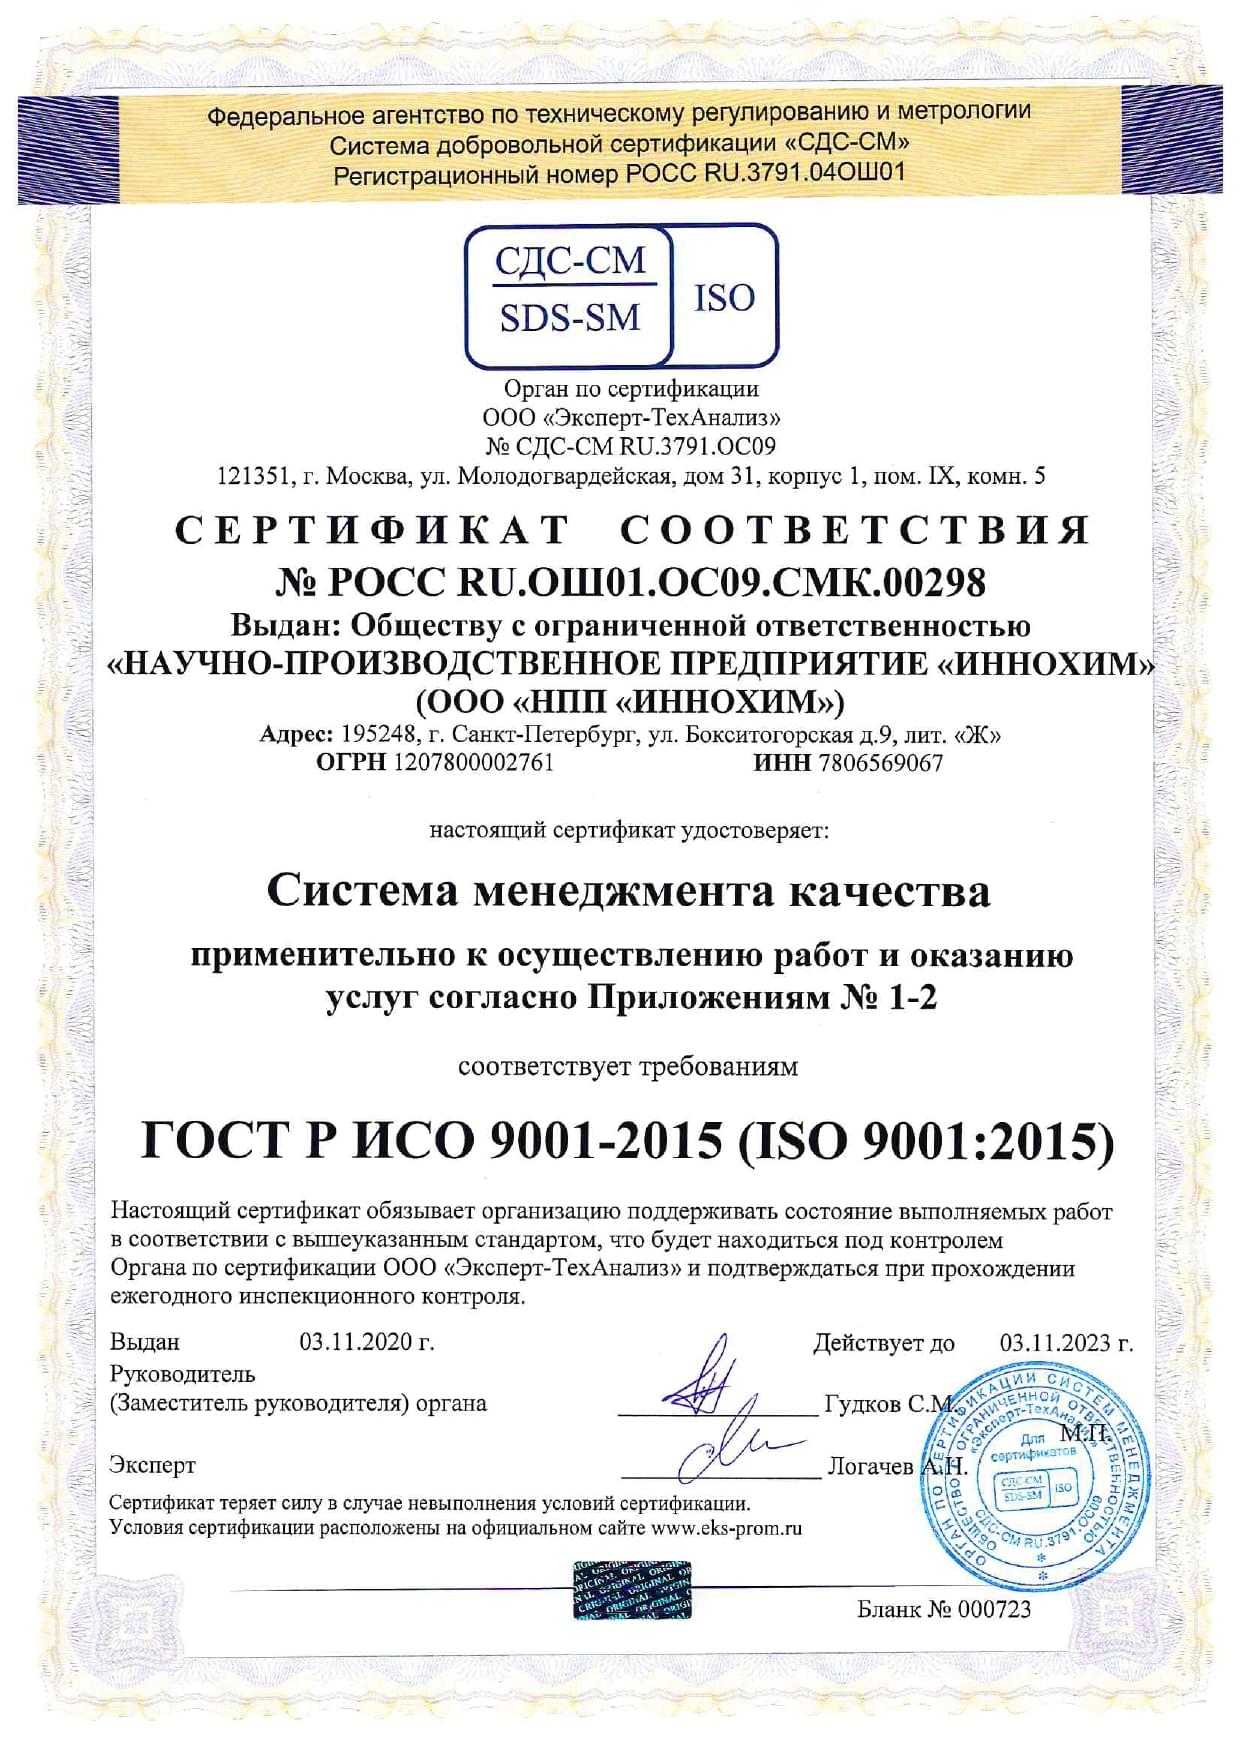 Федеральное агентство по техническому регулированию и метрологии
Система добровольной сертификации «СДС-СМ»
Регистрационный номер РОСС RU.3791.04ОШ01
СДС-СМ
SDS-SM
ISO
Орган по сертификации
ООО «Эксперт-ТехАнализ»
№ СДС-СМ RU.3791.ОС09
121351, г. Москва, ул. Молодогвардейская, дом 31, корпус 1, пом. IX, комн. 5
СЕРТИФИКАТ СООТВЕТСТВИЯ
№ РОСС RU.ОШ01.ОС09.СМК.00298
Выдан: Обществу с ограниченной ответственностью
«НАУЧНО-ПРОИЗВОДСТВЕННОЕ ПРЕДПРИЯТИЕ «ИННОХИМ»
(ООО «НПП «ИННОХИМ»)
Адрес: 195248, г. Санкт-Петербург, ул. Бокситогорская д.9, лит. «Ж»
ОГРН 1207800002761 ИНН 7806569067
настоящий сертификат удостоверяет:
Система менеджмента качества
применительно к осуществлению работ и оказанию
услуг согласно Приложениям № 1-2
соответствует требованиям
ГОСТ Р ИСО 9001-2015 (ISO 9001:2015)
Настоящий сертификат обязывает организацию поддерживать состояние выполняемых работ
в соответствии с вышеуказанным стандартом, что будет находиться под контролем
Органа по сертификации ООО «Эксперт-ТехАнализ» и подтверждаться при прохождении
ежегодного инспекционного контроля.
Выдан 03.11.2020 г. Действует до 03.11.2023 г.
Руководитель
(Заместитель руководителя) органа Гудков С.М.
М.П.
Эксперт Логачев А.Н.
ОРГАН ПО СЕРТИФИКАЦИИ СИСТЕМ МЕНЕДЖМЕНТА
ОБЩЕСТВО С ОГРАНИЧЕННОЙ ОТВЕТСТВЕННОСТЬЮ
«Эксперт-ТехАнализ»
Для
сертификатов
СДС-СМ
SDS-SM
ISO
СДС-СМ RU.3791.ОС09
Сертификат теряет силу в случае невыполнения условий сертификации.
Условия сертификации расположены на официальном сайте www.eks-prom.ru
ORIGINAL
Бланк № 000723